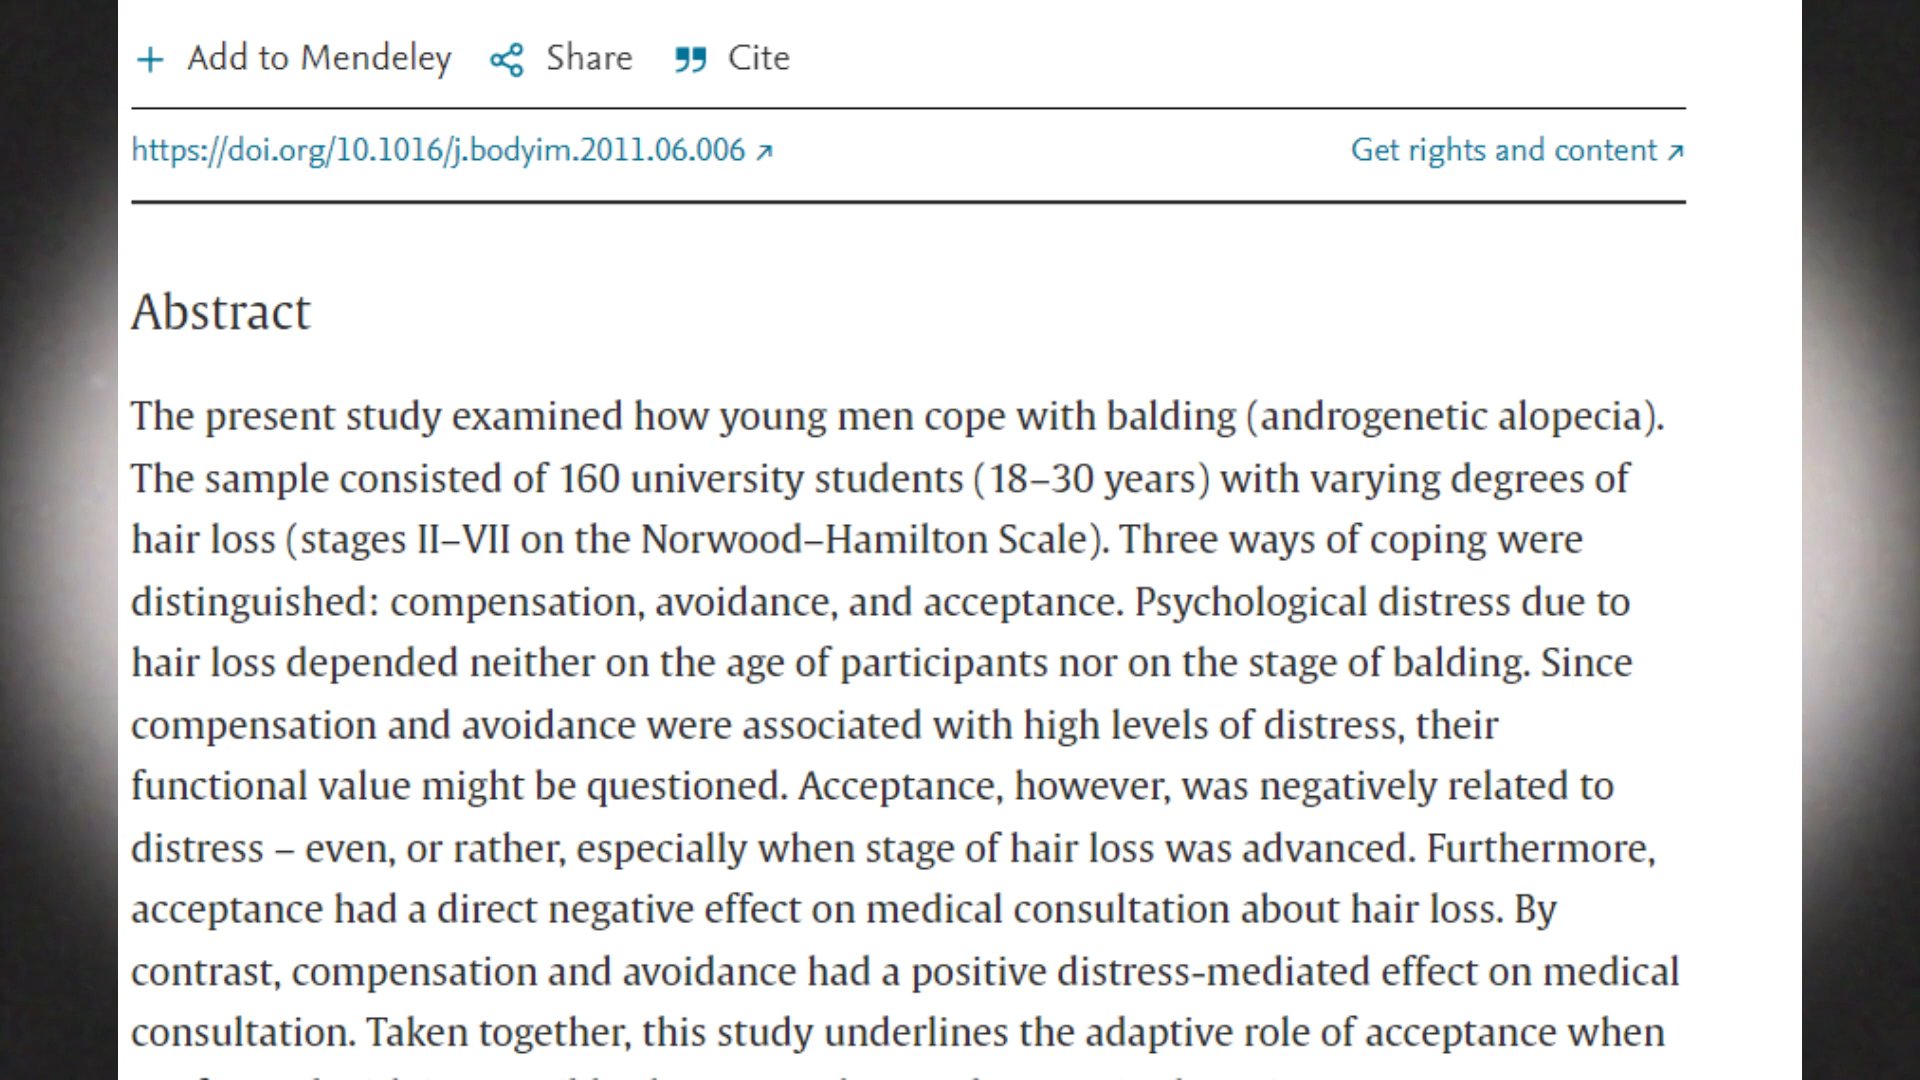 Add to Mendeley Share Cite
https://doi.org/10.1016/j.bodyim.2011.06.006 Get rights and content
Abstract
The present study examined how young men cope with balding (androgenetic alopecia).
The sample consisted of 160 university students (18–30 years) with varying degrees of
hair loss (stages II–VII on the Norwood–Hamilton Scale). Three ways of coping were
distinguished: compensation, avoidance, and acceptance. Psychological distress due to
hair loss depended neither on the age of participants nor on the stage of balding. Since
compensation and avoidance were associated with high levels of distress, their
functional value might be questioned. Acceptance, however, was negatively related to
distress – even, or rather, especially when stage of hair loss was advanced. Furthermore,
acceptance had a direct negative effect on medical consultation about hair loss. By
contrast, compensation and avoidance had a positive distress-mediated effect on medical
consultation. Taken together, this study underlines the adaptive role of acceptance when